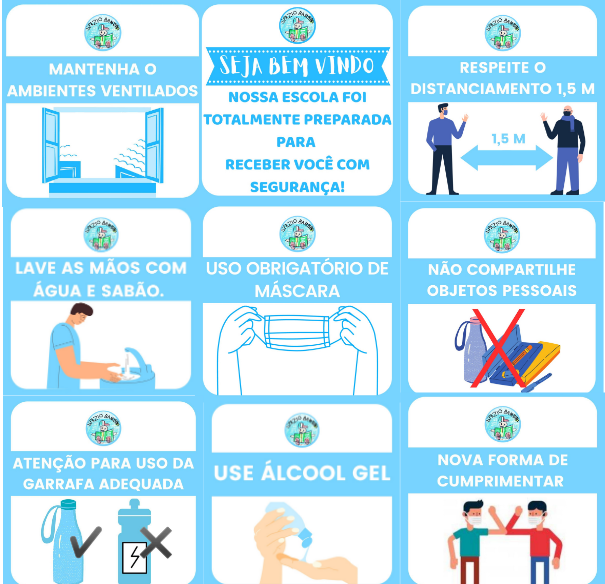 ESPAÇO BAMBINI
MANTENHA O
AMBIENTES VENTILADOS
SEJA BEM VINDO
NOSSA ESCOLA FOI
TOTALMENTE PREPARADA
PARA
RECEBER VOCÊ COM
SEGURANÇA!
RESPEITE O
DISTANCIAMENTO 1,5 M
1,5 M
LAVE AS MÃOS COM
ÁGUA E SABÃO.
USO OBRIGATÓRIO DE
MÁSCARA
NÃO COMPARTILHE
OBJETOS PESSOAIS
ATENÇÃO PARA USO DA
GARRAFA ADEQUADA
USE ÁLCOOL GEL
NOVA FORMA DE
CUMPRIMENTAR